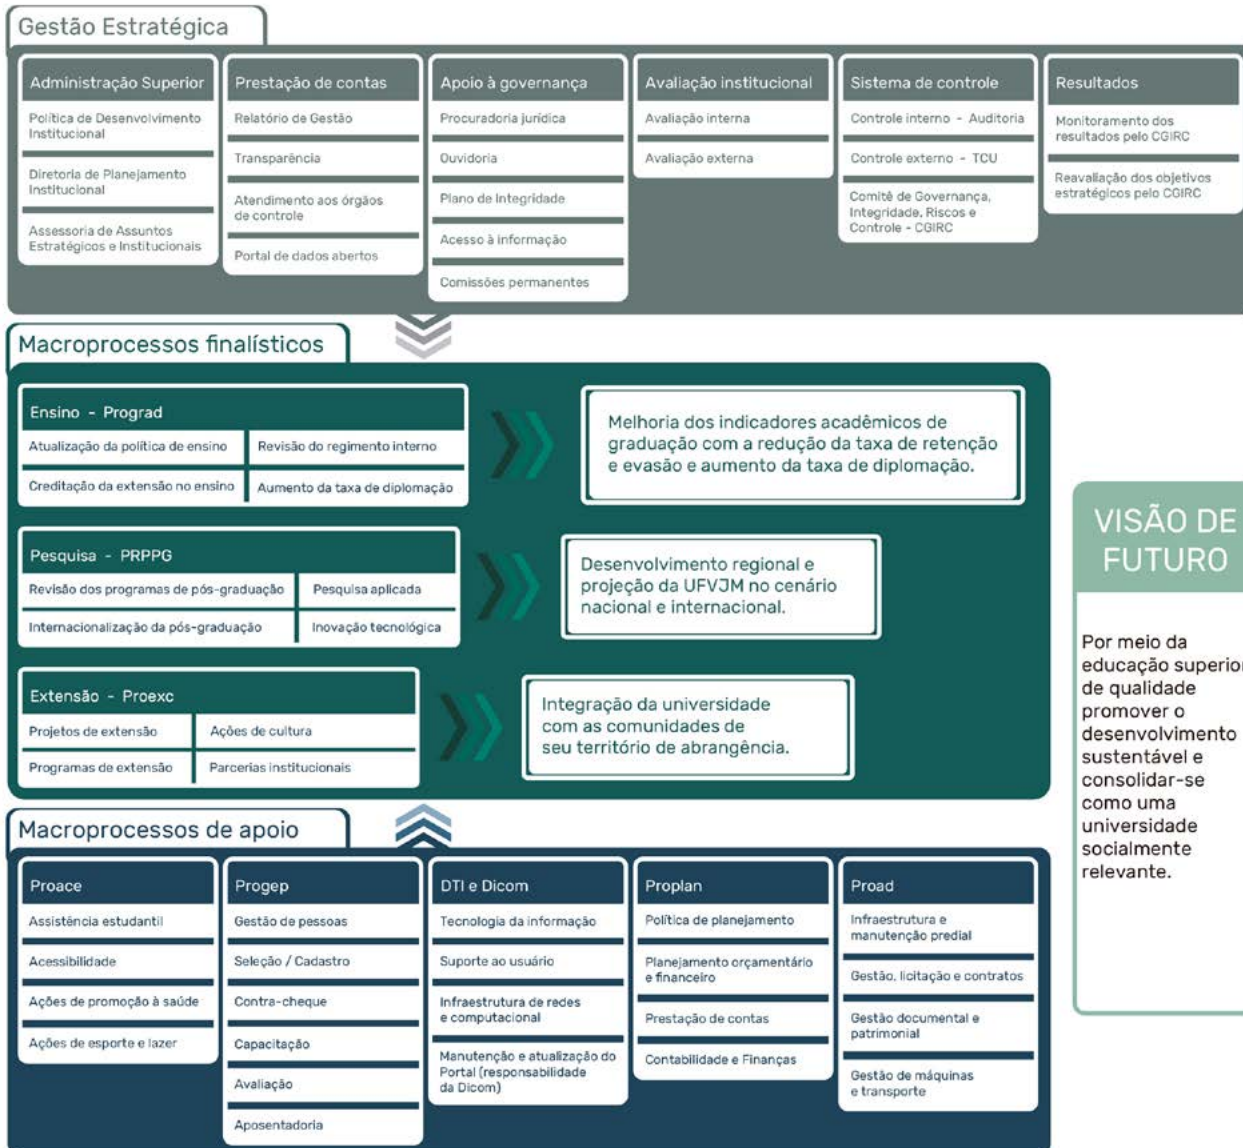 Gestão Estratégica
Administração Superior
Política de Desenvolvimento
Institucional
Diretoria de Planejamento
Institucional
Assessoria de Assuntos
Estratégicos e Institucionais
Prestação de contas
Relatório de Gestão
Transparência
Atendimento aos órgãos
de controle
Portal de dados abertos
Apoio à governança
Procuradoria jurídica
Ouvidoria
Plano de Integridade
Acesso à informação
Comissões permanentes
Avaliação institucional
Avaliação interna
Avaliação externa
Sistema de controle
Controle interno - Auditoria
Controle externo - TCU
Comitê de Governança,
Integridade, Riscos e
Controle - CGIRC
Resultados
Monitoramento dos
resultados pelo CGIRC
Reavaliação dos objetivos
estratégicos pelo CGIRC
Macroprocessos finalísticos
Ensino - Prograd
Atualização da política de ensino
Revisão do regimento interno
Creditação da extensão no ensino
Aumento da taxa de diplomação
Melhoria dos indicadores acadêmicos de
graduação com a redução da taxa de retenção
e evasão e aumento da taxa de diplomação.
Pesquisa - PRPPG
Revisão dos programas de pós-graduação
Pesquisa aplicada
Internacionalização da pós-graduação
Inovação tecnológica
Desenvolvimento regional e
projeção da UFVJM no cenário
nacional e internacional.
Extensão - Proexc
Projetos de extensão
Ações de cultura
Programas de extensão
Parcerias institucionais
Integração da universidade
com as comunidades de
seu território de abrangência.
Macroprocessos de apoio
Proace
Assistência estudantil
Acessibilidade
Ações de promoção à saúde
Ações de esporte e lazer
Progep
Gestão de pessoas
Seleção / Cadastro
Contra-cheque
Capacitação
Avaliação
Aposentadoria
DTI e Dicom
Tecnologia da informação
Suporte ao usuário
Infraestrutura de redes
e computacional
Manutenção e atualização do
Portal (responsabilidade
da Dicom)
Proplan
Política de planejamento
Planejamento orçamentário
e financeiro
Prestação de contas
Contabilidade e Finanças
Proad
Infraestrutura e
manutenção predial
Gestão, licitação e contratos
Gestão documental e
patrimonial
Gestão de máquinas
e transporte
VISÃO DE
FUTURO
Por meio da
educação superior
de qualidade
promover o
desenvolvimento
sustentável e
consolidar-se
como uma
universidade
socialmente
relevante.